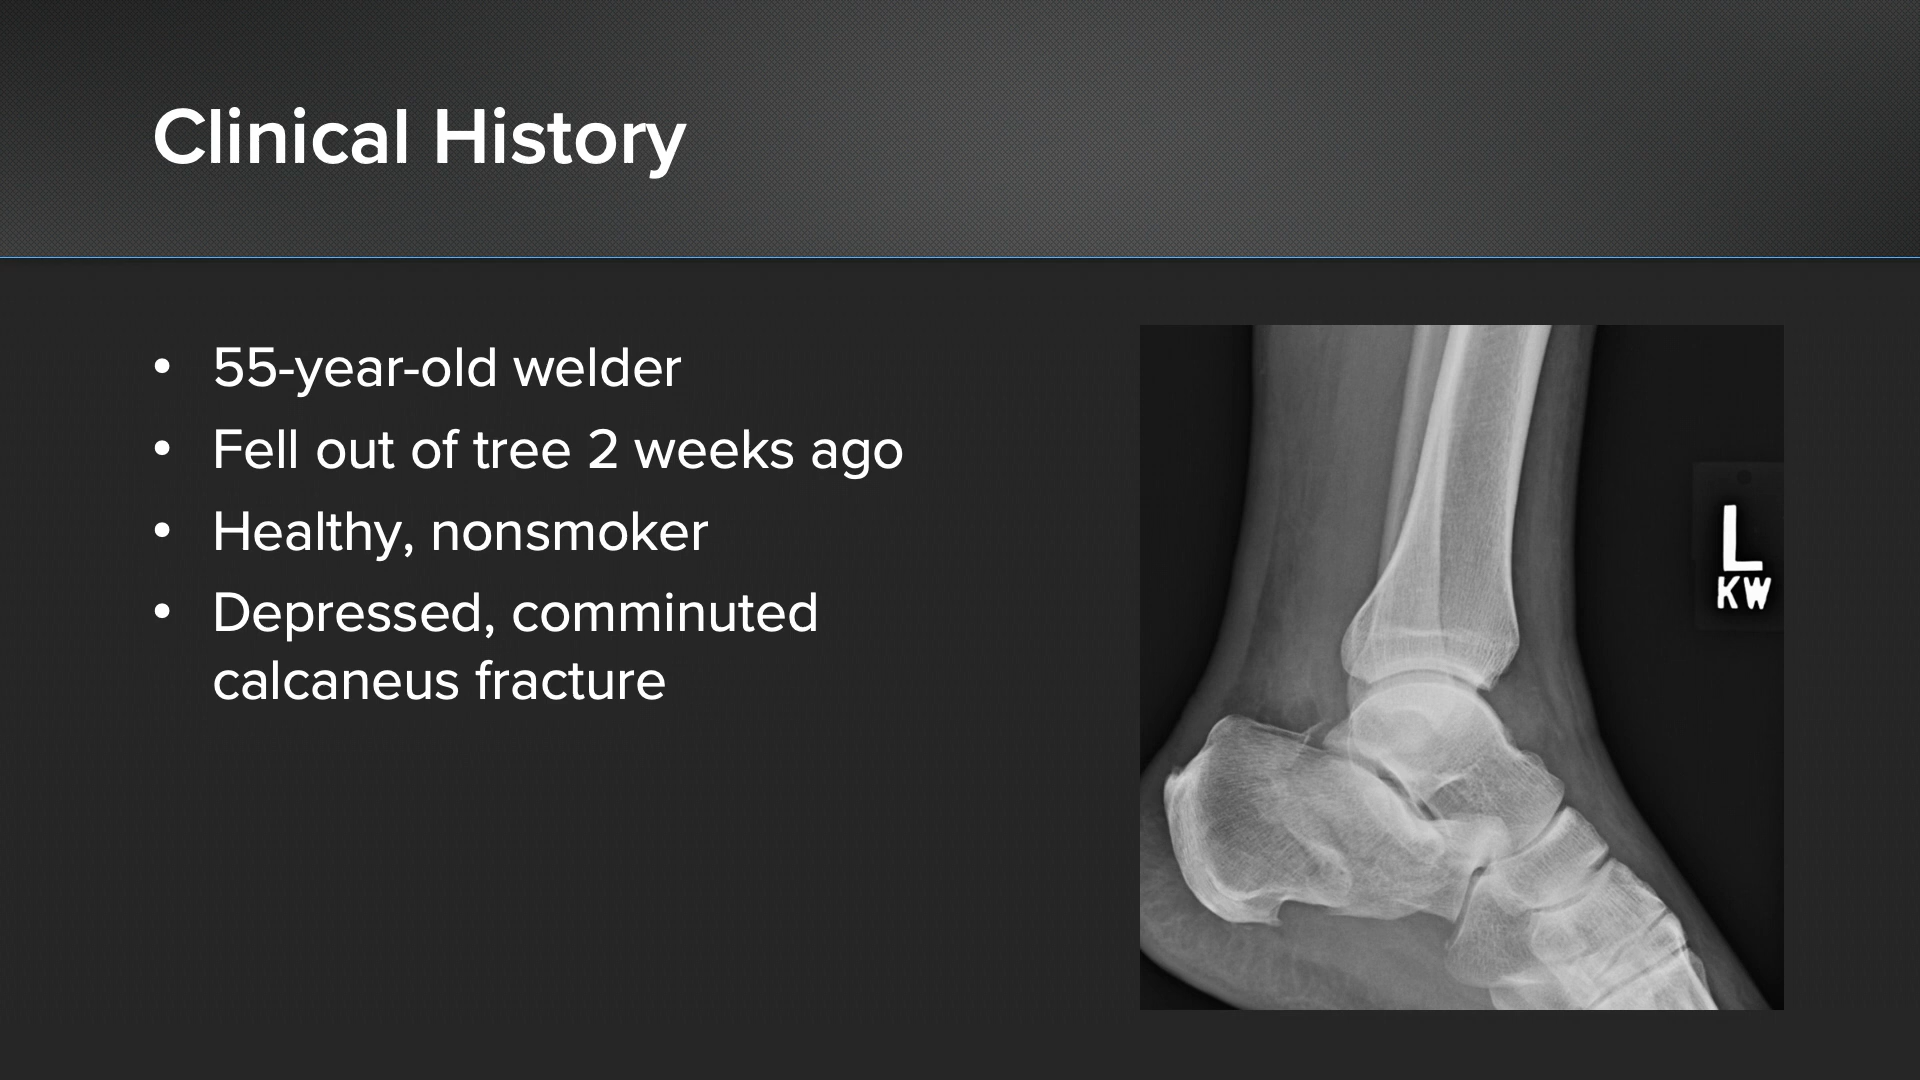 Clinical History
• 55-year-old welder
• Fell out of tree 2 weeks ago
• Healthy, nonsmoker
• Depressed, comminuted
calcaneus fracture
L
KW